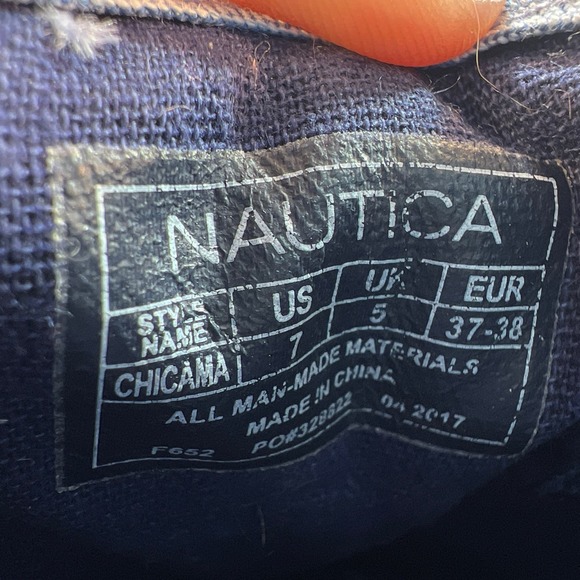 NAUTICA
STYLE NAME US UK EUR
CHICAMA 7 5 37-38
ALL MAN-MADE MATERIALS
MADE IN CHINA 04 2017
F652